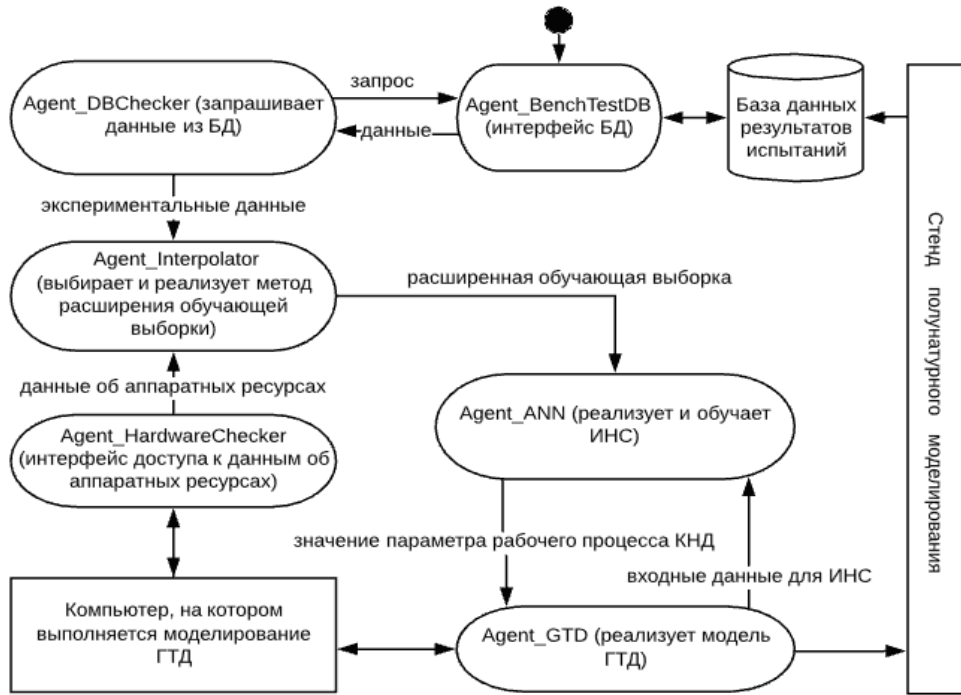 запрос
Agent_DBChecker (запрашивает
данные из БД)
Agent_BenchTestDB
(интерфейс БД)
данные
База данных
результатов
испытаний
экспериментальные данные
Agent_Interpolator
(выбирает и реализует метод
расширения обучающей
выборки)
расширенная обучающая выборка
Стенд полунатурного моделирования
данные об аппаратных ресурсах
Agent_HardwareChecker
(интерфейс доступа к данным об
аппаратных ресурсах)
Agent_ANN (реализует и обучает
ИНС)
значение параметра рабочего процесса КНД
входные данные для ИНС
Компьютер, на котором
выполняется моделирование
ГТД
Agent_GTD (реализует модель
ГТД)